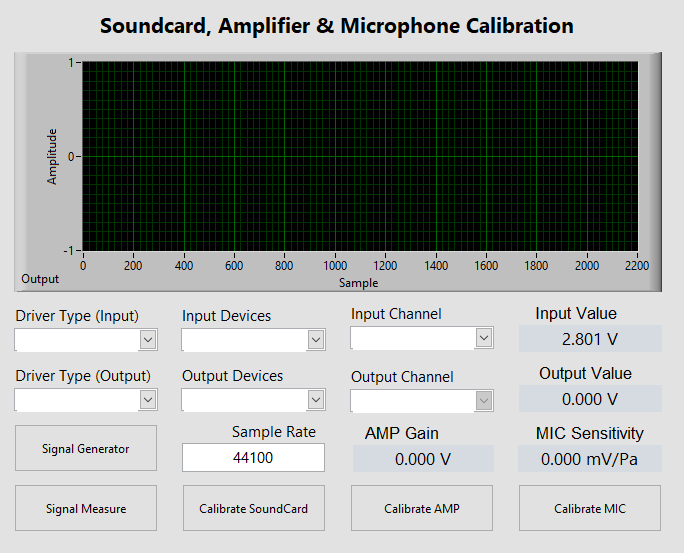 Soundcard, Amplifier & Microphone Calibration
1
0
-1
Amplitude
0 200 400 600 800 1000 1200 1400 1600 1800 2000 2200
Output
Sample
Driver Type (Input) Input Devices Input Channel Input Value
2.801 V
Driver Type (Output) Output Devices Output Channel Output Value
0.000 V
Signal Generator Sample Rate AMP Gain MIC Sensitivity
44100 0.000 V 0.000 mV/Pa
Signal Measure Calibrate SoundCard Calibrate AMP Calibrate MIC